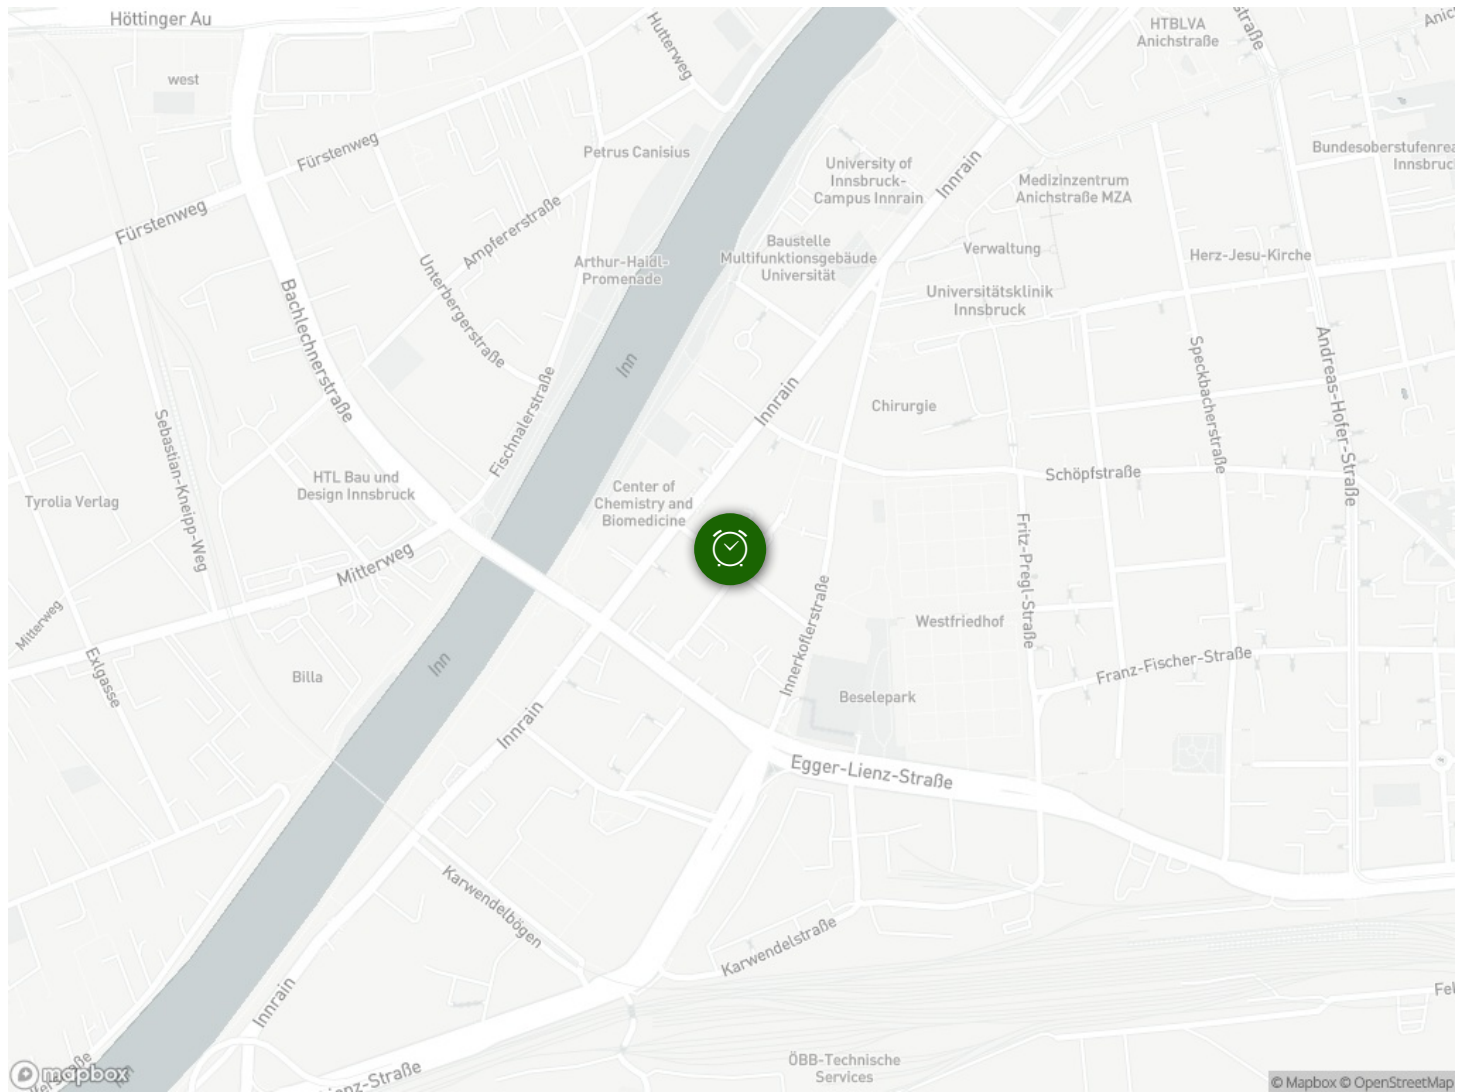 Höttinger Au
Hutterweg
HTBLVA
Anichstraße
west
Fürstenweg
Petrus Canisius
University of
Innsbruck-
Campus Innrain
Innrain
Medizinzentrum
Anichstraße MZA
Innsbruc
Fürstenweg
Ampfererstraße
Arthur-Haidl-
Promenade
Baustelle
Multifunktionsgebäude
Universität
Verwaltung
Herz-Jesu-Kirche
Unterbergerstraße
Universitätsklinik
Innsbruck
Bachlechnerstraße
Inn
Innrain
Chirurgie
Speckbacherstraße
Andreas-Hofer-Straße
Fischnalerstraße
Sebastian-Kneipp-Weg
HTL Bau und
Design Innsbruck
Tyrolia Verlag
Center of
Chemistry and
Biomedicine
Schöpfstraße
Fritz-Pregl-Straße
Mitterweg
Mitterweg
Innerkoflerstraße
Westfriedhof
Franz-Fischer-Straße
Exlgasse
Billa
Inn
Beselepark
Innrain
Egger-Lienz-Straße
Karwendelbögen
Karwendelstraße
Innrain
ÖBB-Technische
Services
mapbox
© Mapbox © OpenStreetMap